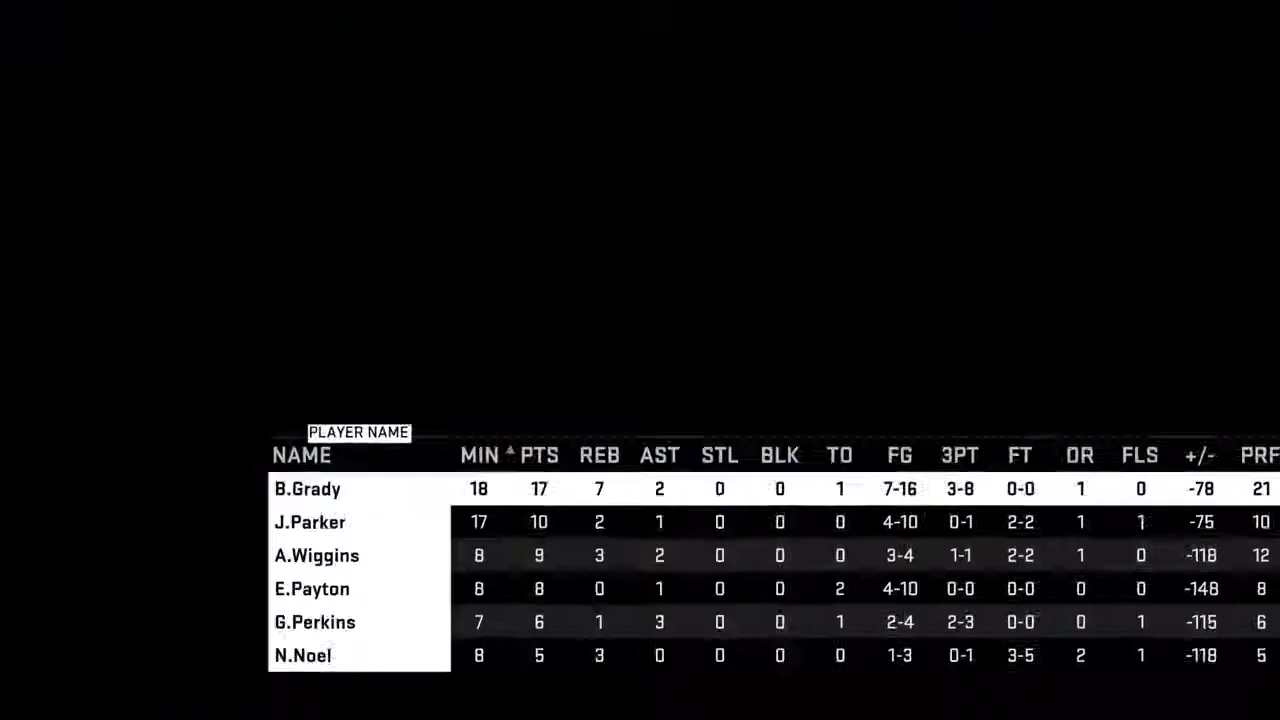 PLAYER NAME
NAME MIN PTS REB AST STL BLK TO FG 3PT FT OR FLS +/- PRF
B.Grady 18 17 7 2 0 0 1 7-16 3-8 0-0 1 0 -78 21
J.Parker 17 10 2 1 0 0 0 4-10 0-1 2-2 1 1 -75 10
A.Wiggins 8 9 3 2 0 0 0 3-4 1-1 2-2 1 0 -118 12
E.Payton 8 8 0 1 0 0 2 4-10 0-0 0-0 0 0 -148 8
G.Perkins 7 6 1 3 0 0 1 2-4 2-3 0-0 0 1 -115 6
N.Noel 8 5 3 0 0 0 0 1-3 0-1 3-5 2 1 -118 5